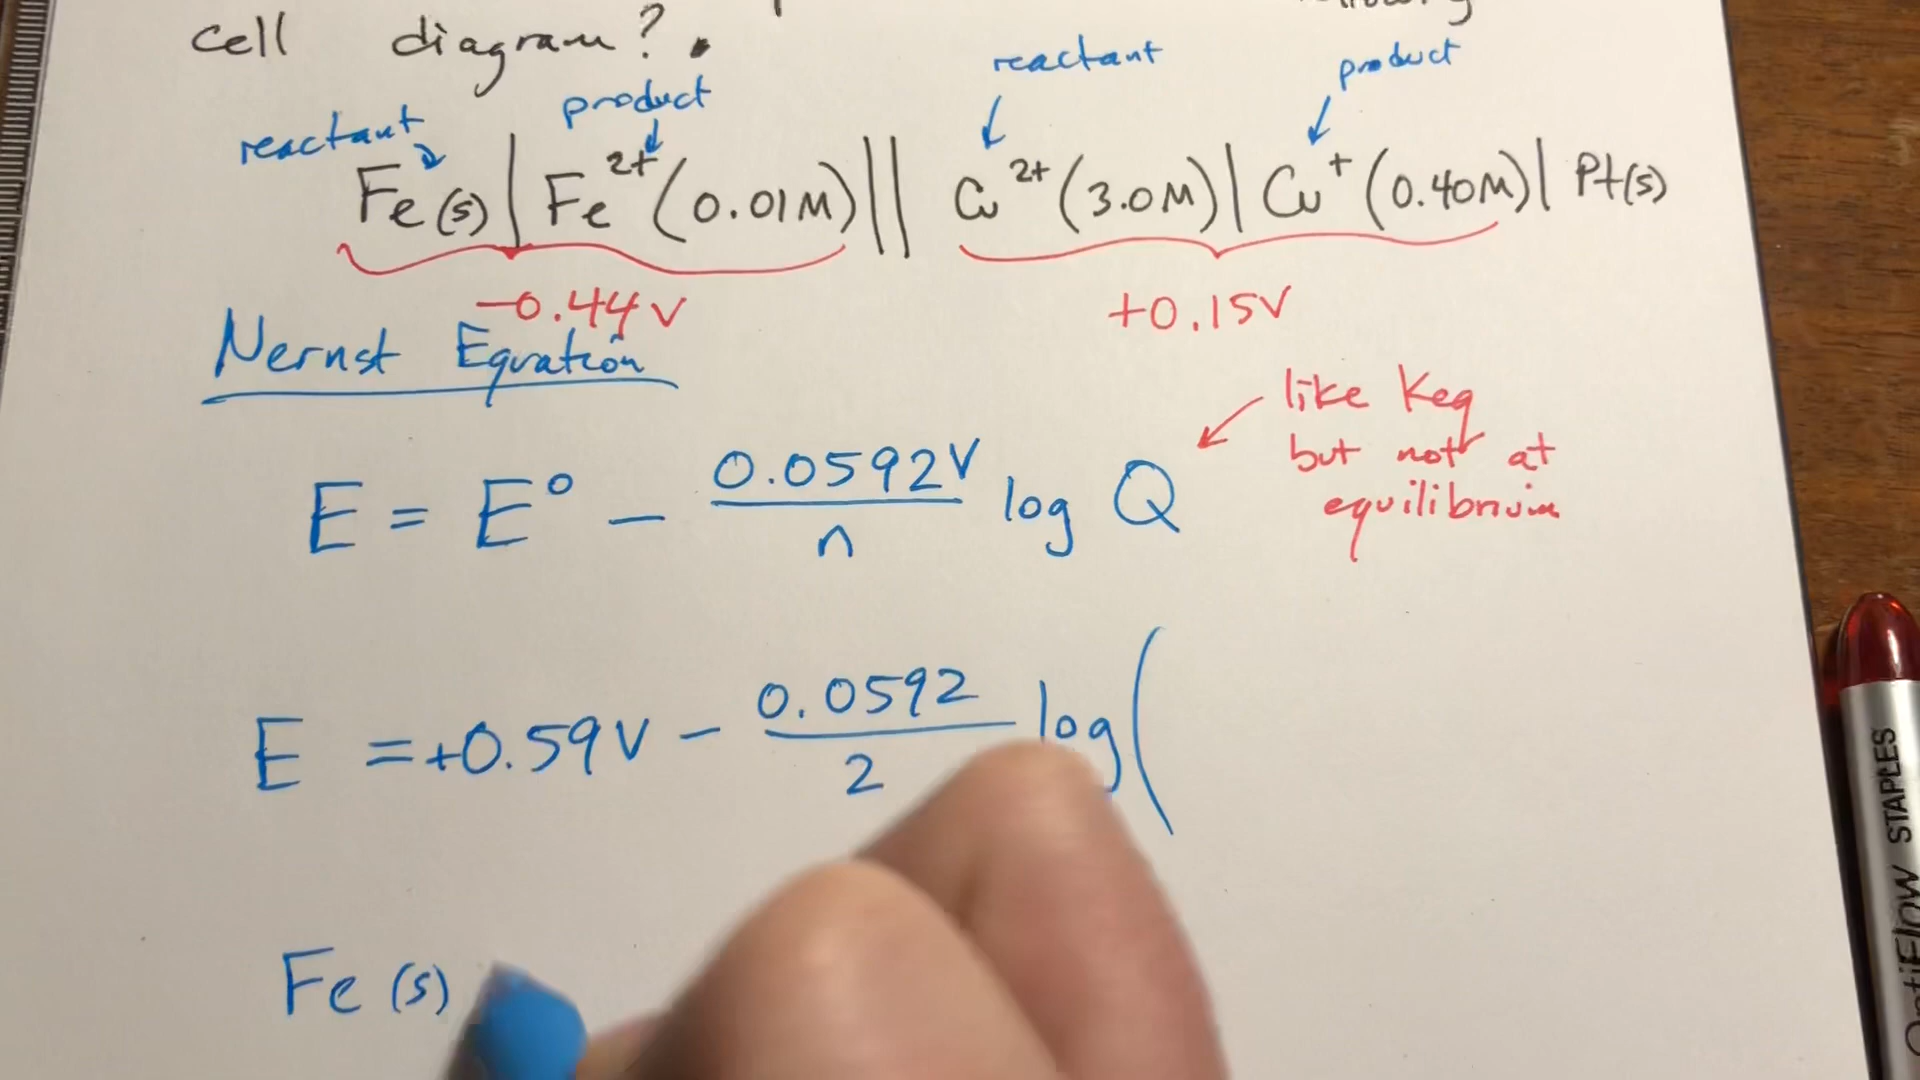 cell diagram?.
reactant product reactant product
Fe(s) | Fe²⁺ (0.01M) || Cu²⁺ (3.0M) | Cu⁺ (0.40M) | Pt(s)
-0.44V +0.15V
Nernst Equation
like Keq
but not at
equilibrium
E = E° - 0.0592V/n log Q
E = +0.59V - 0.0592/2 log(
Fe(s)
STAPLES
OptiFlow